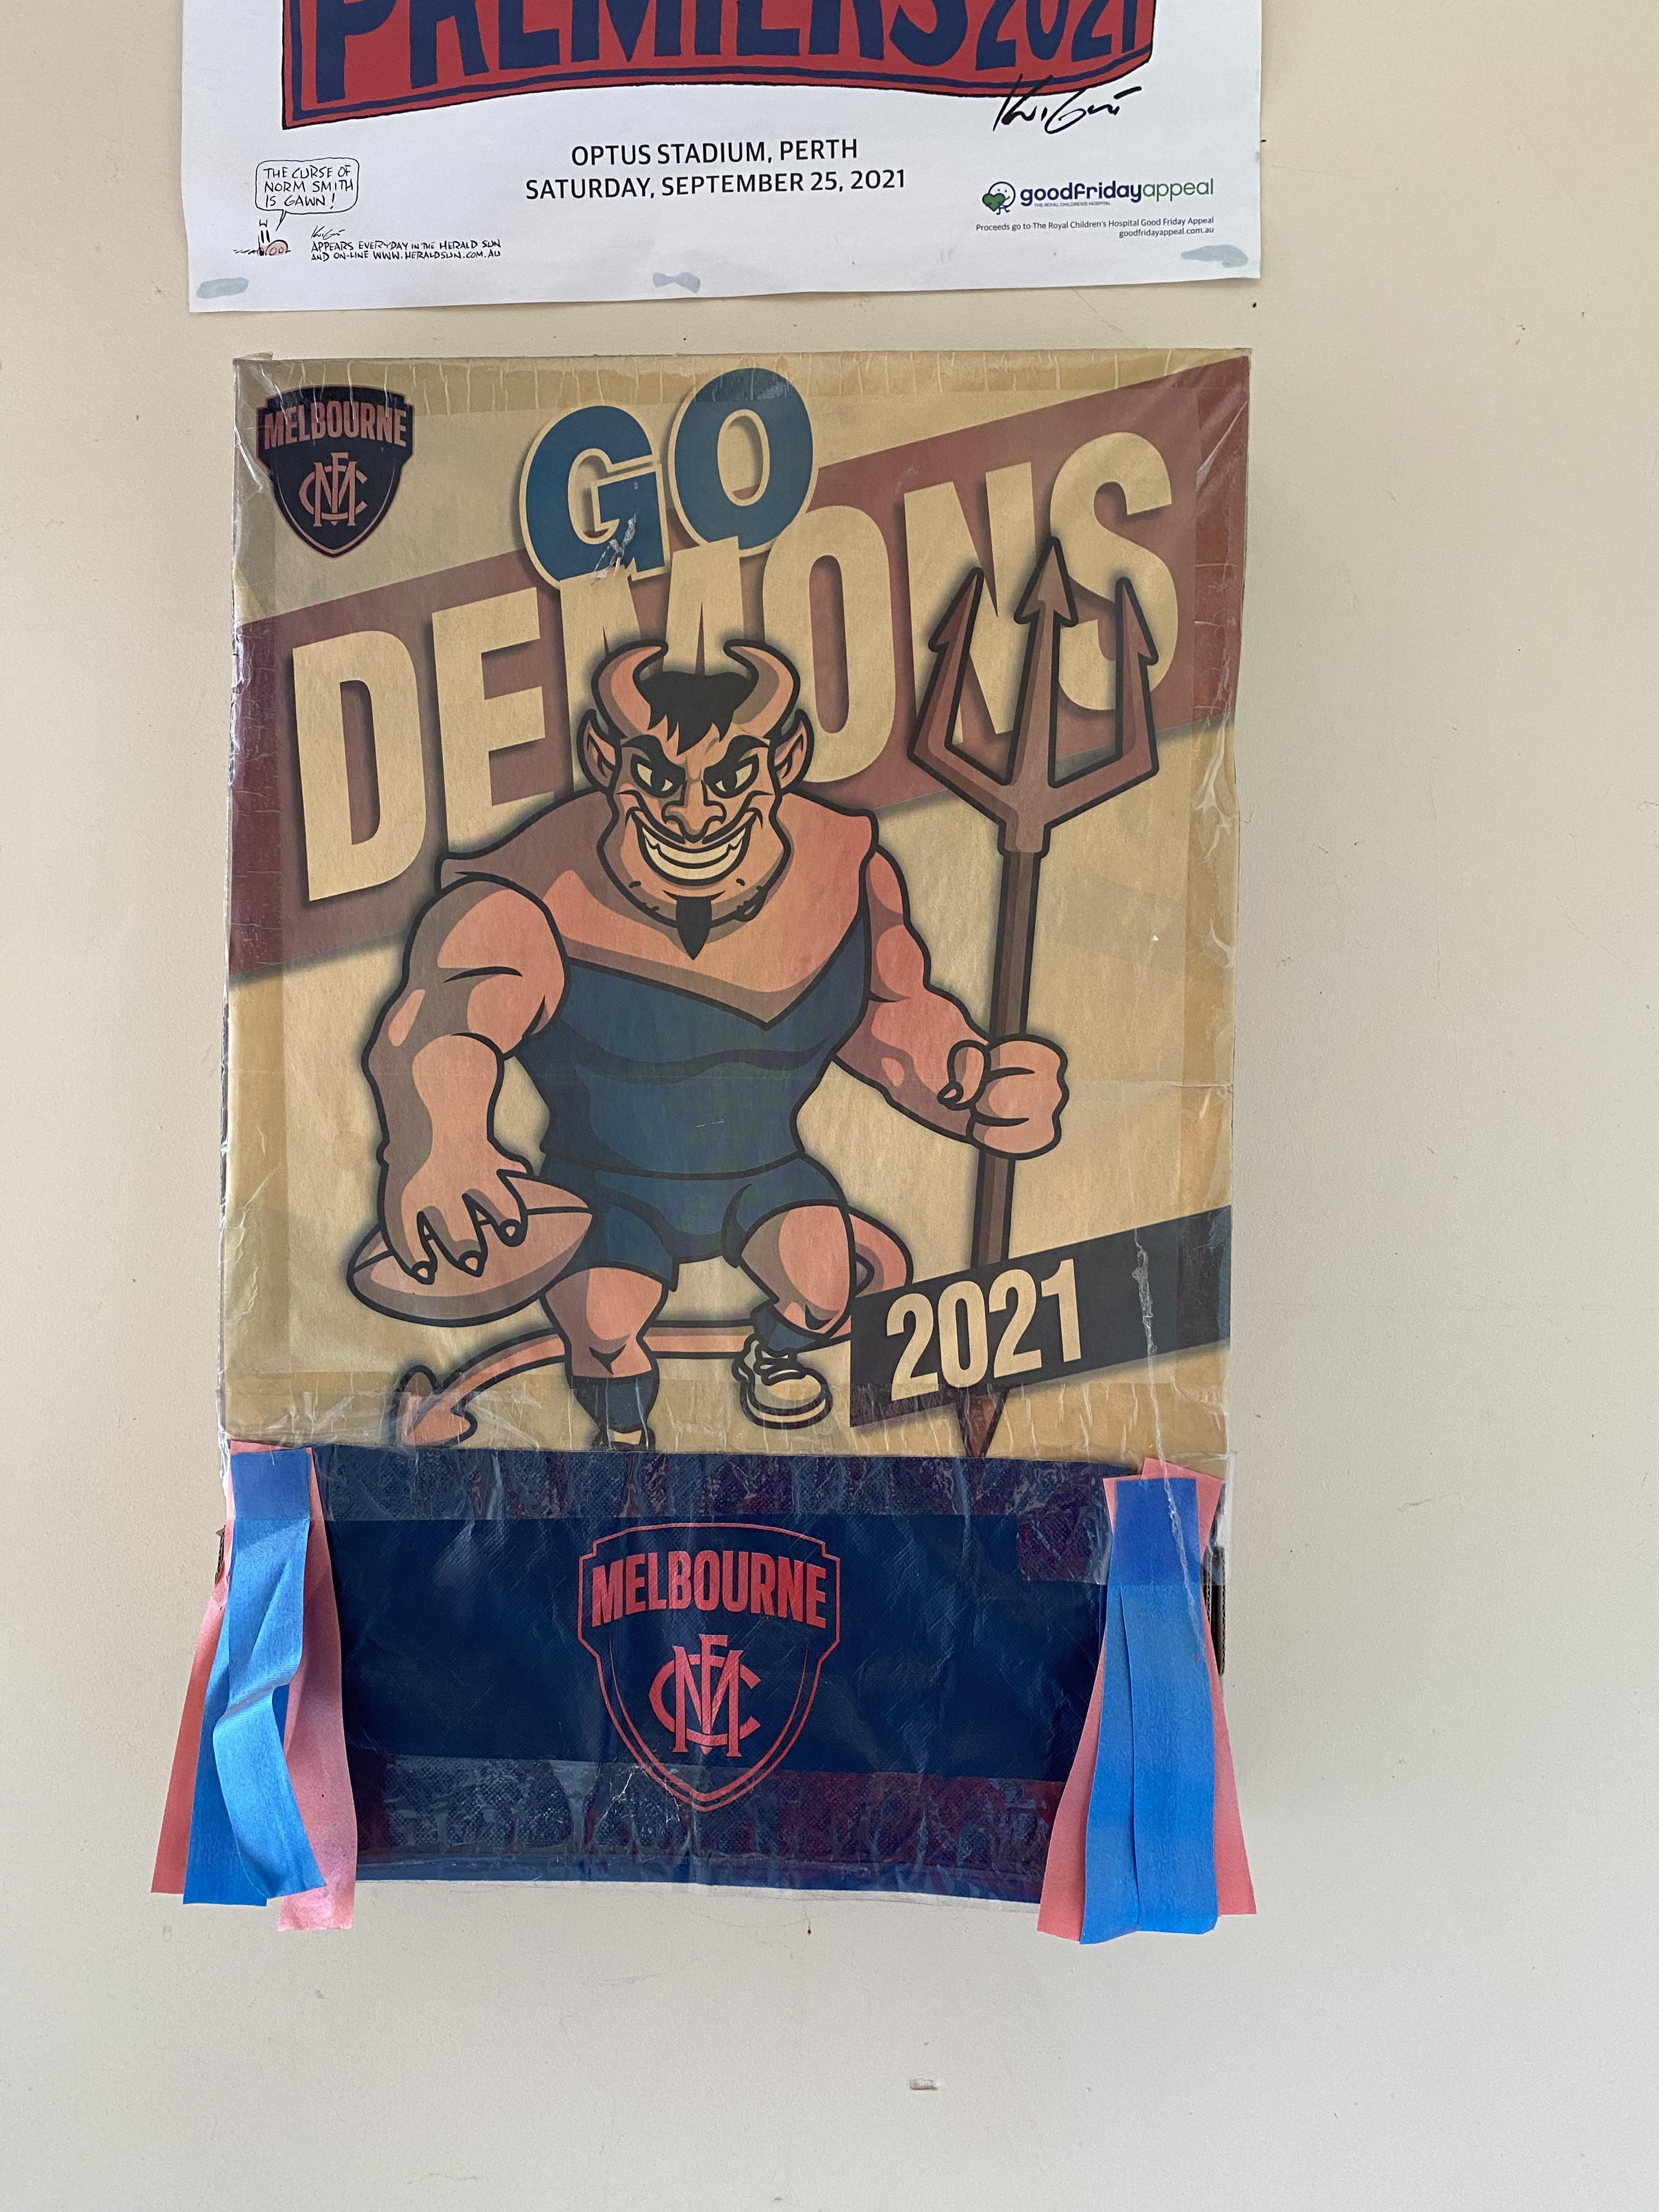 PREMIERS 2021
OPTUS STADIUM, PERTH
SATURDAY, SEPTEMBER 25, 2021
THE CURSE OF
NORM SMITH
IS GAWN!
APPEARS EVERYDAY IN THE HERALD SUN
AND ON-LINE WWW.HERALDSUN.COM.AU
goodfridayappeal
THE ROYAL CHILDREN'S HOSPITAL
Proceeds go to The Royal Children's Hospital Good Friday Appeal
goodfridayappeal.com.au
MELBOURNE
MFC
GO
DEMONS
2021
MELBOURNE
MFC